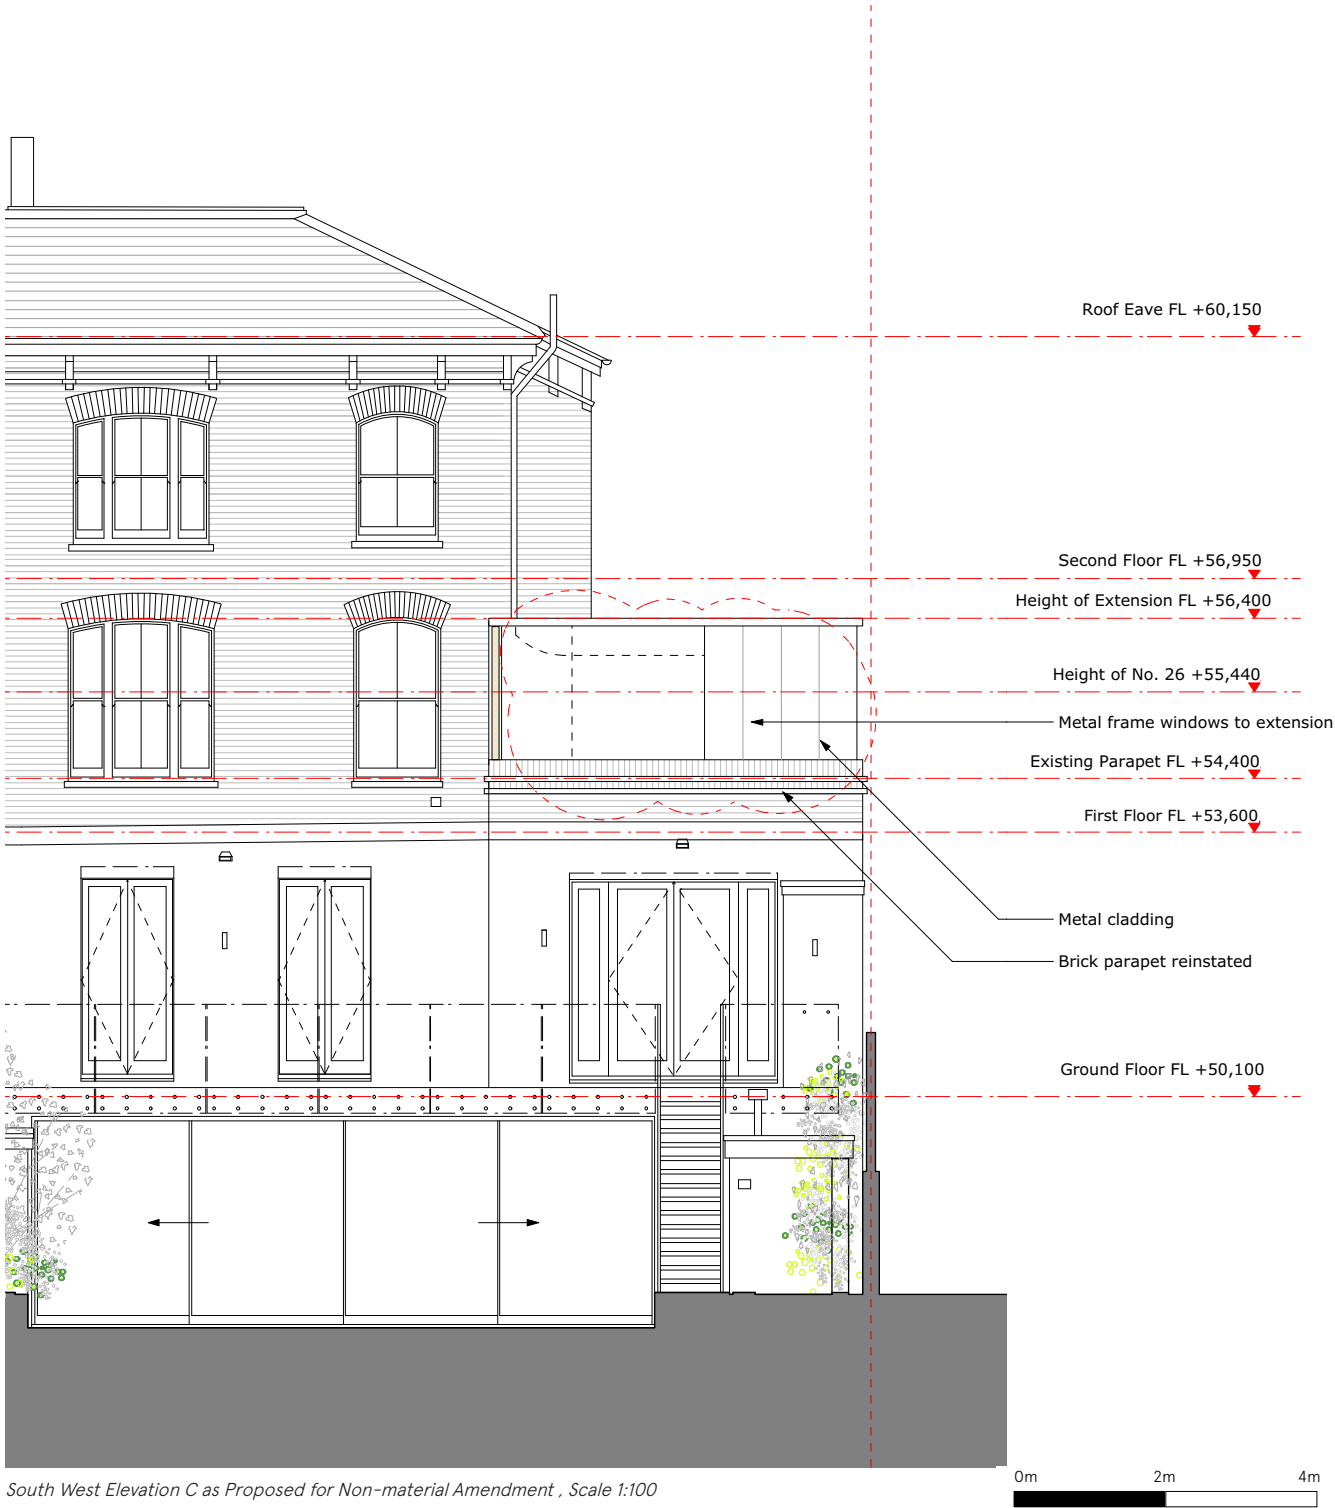 Roof Eave FL +60,150
Second Floor FL +56,950
Height of Extension FL +56,400
Height of No. 26 +55,440
Metal frame windows to extension
Existing Parapet FL +54,400
First Floor FL +53,600
Metal cladding
Brick parapet reinstated
Ground Floor FL +50,100
0m 2m 4m
South West Elevation C as Proposed for Non-material Amendment , Scale 1:100